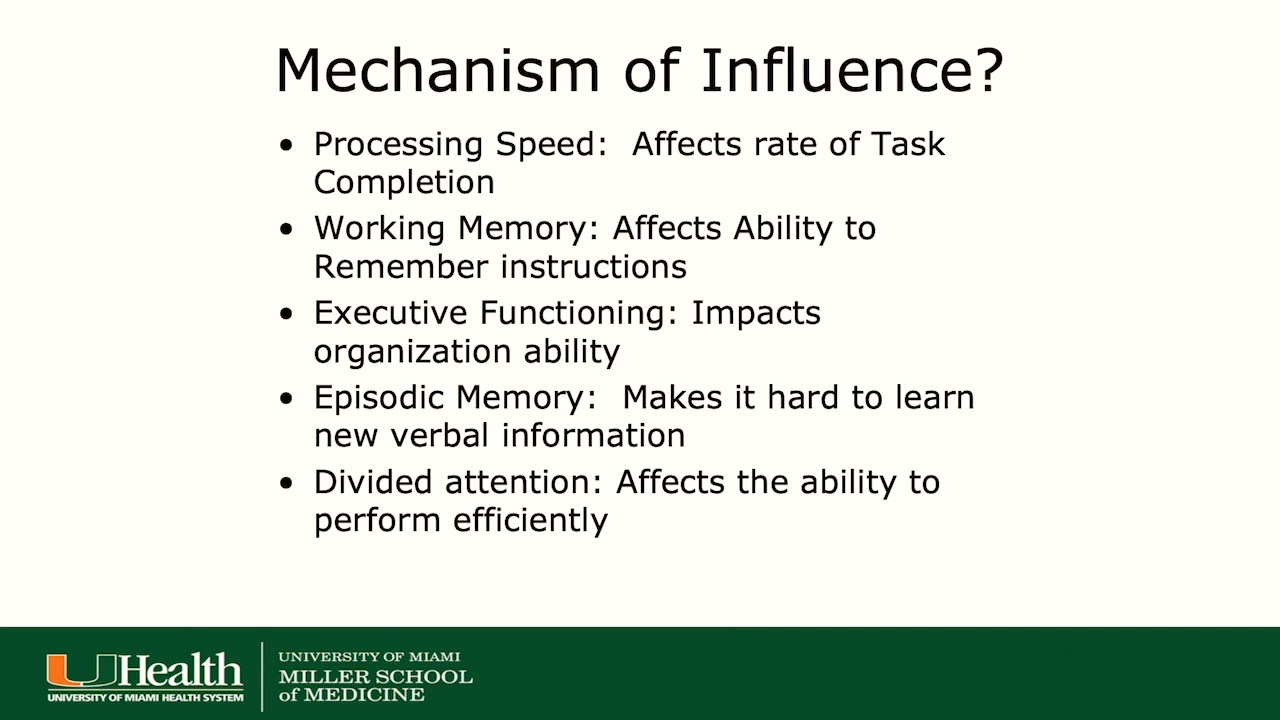 Mechanism of Influence?
• Processing Speed:  Affects rate of Task
Completion
• Working Memory: Affects Ability to
Remember instructions
• Executive Functioning: Impacts
organization ability
• Episodic Memory:  Makes it hard to learn
new verbal information
• Divided attention: Affects the ability to
perform efficiently
UHealth
UNIVERSITY OF MIAMI HEALTH SYSTEM
UNIVERSITY OF MIAMI
MILLER SCHOOL
of MEDICINE